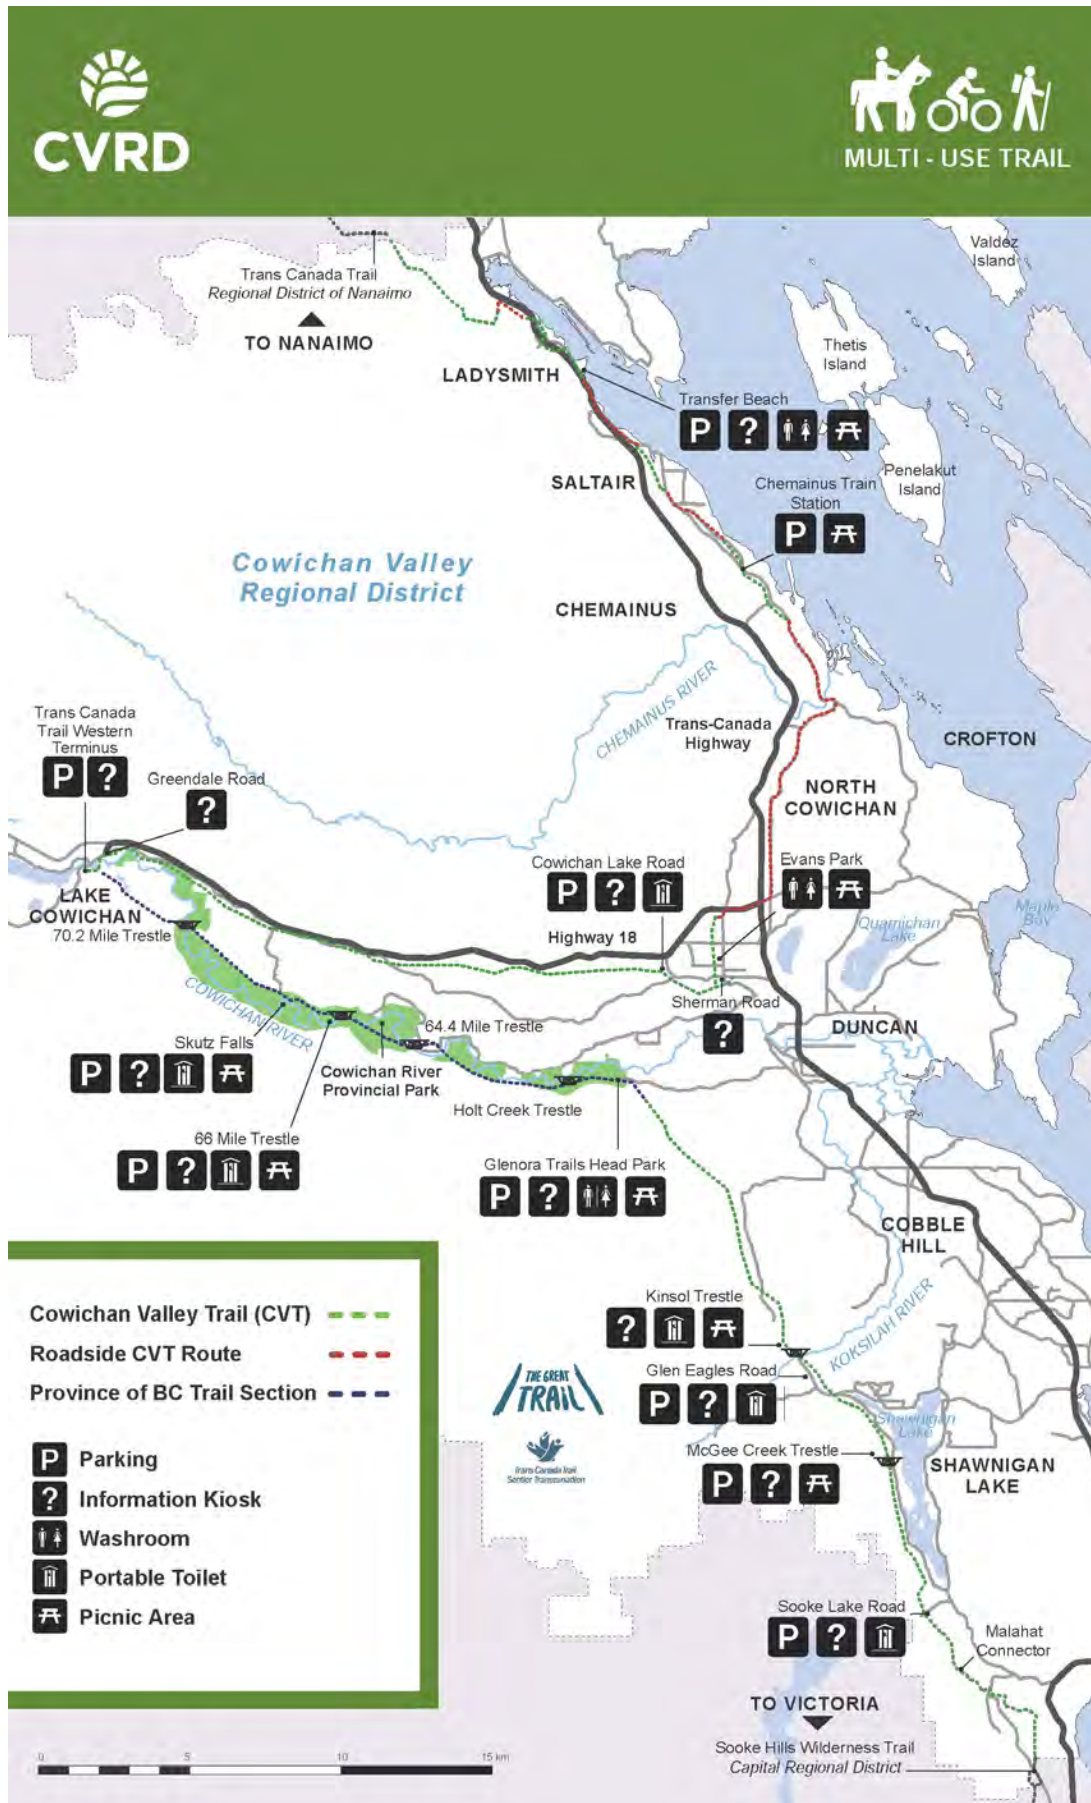 CVRD
MULTI - USE TRAIL
Valdez
Island
Trans Canada Trail
Regional District of Nanaimo
TO NANAIMO
Thetis
Island
LADYSMITH
Transfer Beach
P ?
SALTAIR
Penelakut
Island
Chemainus Train
Station
P
Cowichan Valley
Regional District
CHEMAINUS
CHEMAINUS RIVER
Trans Canada
Trail Western
Terminus
P ?
Greendale Road
?
Trans-Canada
Highway
CROFTON
NORTH
COWICHAN
Cowichan Lake Road
P ?
Evans Park
LAKE
COWICHAN
70.2 Mile Trestle
Highway 18
Quamichan
Lake
Maple
Bay
COWICHAN RIVER
Sherman Road
?
DUNCAN
Skutz Falls
P ?
64.4 Mile Trestle
Cowichan River
Provincial Park
Holt Creek Trestle
66 Mile Trestle
P ?
Glenora Trails Head Park
P ?
COBBLE
HILL
KOKSILAH RIVER
Kinsol Trestle
?
Glen Eagles Road
P ?
Shawnigan
Lake
McGee Creek Trestle
P ?
SHAWNIGAN
LAKE
THE GREAT
TRAIL
Trans Canada Trail
Sentier Transcanadien
Cowichan Valley Trail (CVT)
Roadside CVT Route
Province of BC Trail Section
P Parking
? Information Kiosk
Washroom
Portable Toilet
Picnic Area
Sooke Lake Road
P ?
Malahat
Connector
TO VICTORIA
Sooke Hills Wilderness Trail
Capital Regional District
0 5 10 15 km